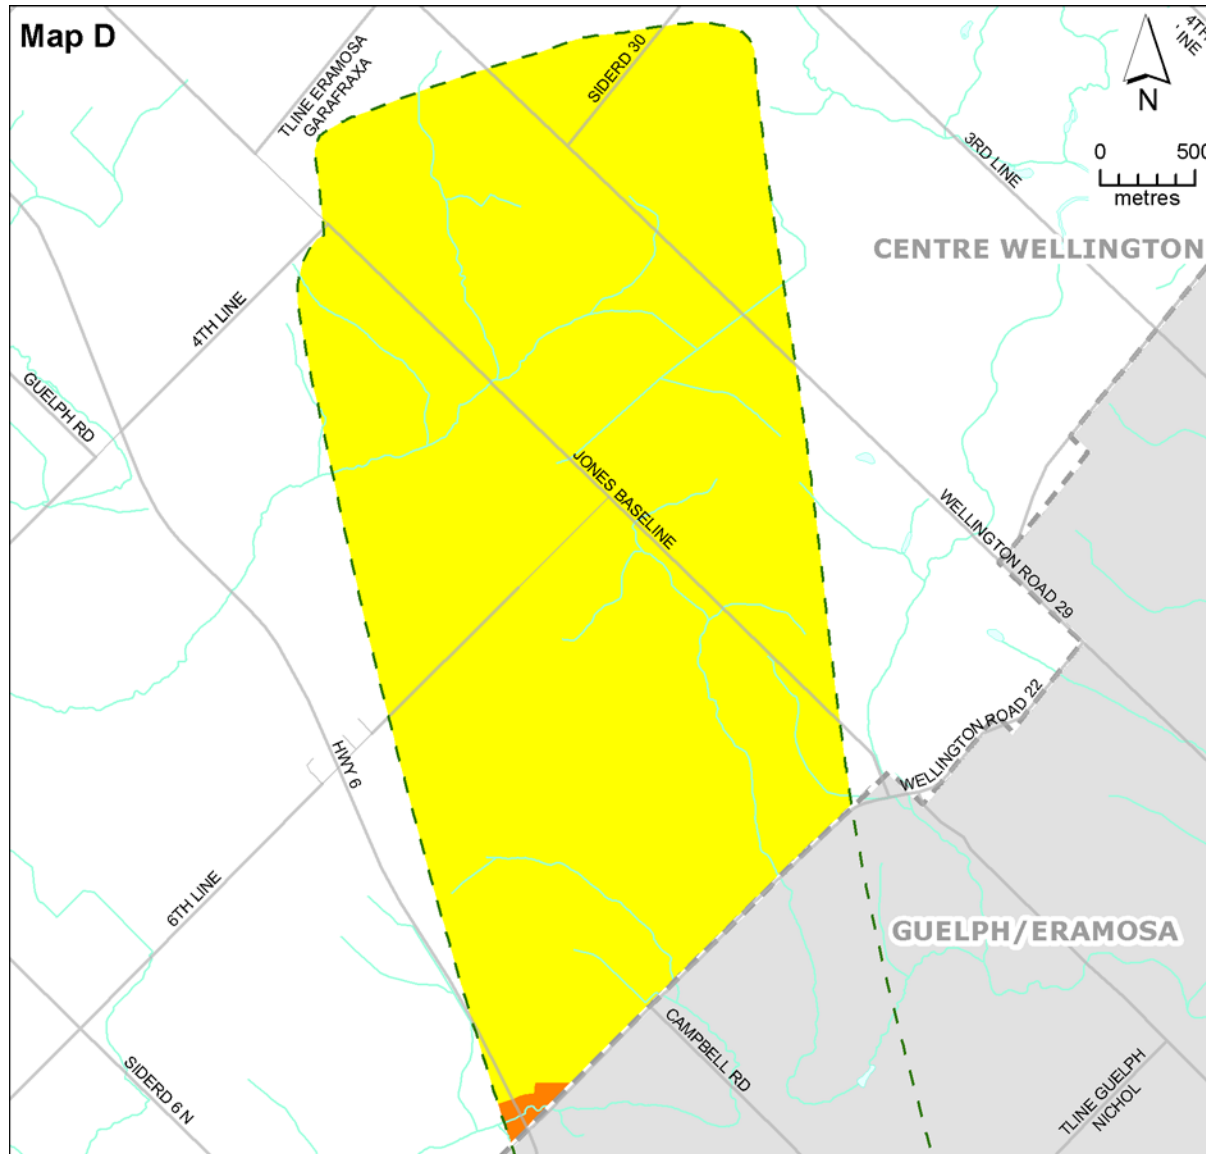 Map D
TLINE ERAMOSA
GARAFRAXA
SIDERD 30
4TH
LINE
N
0 500
metres
3RD LINE
CENTRE WELLINGTON
4TH LINE
GUELPH RD
JONES BASELINE
WELLINGTON ROAD 29
WELLINGTON ROAD 22
HWY 6
6TH LINE
GUELPH/ERAMOSA
CAMPBELL RD
SIDERD 6 N
TLINE GUELPH
NICHOL